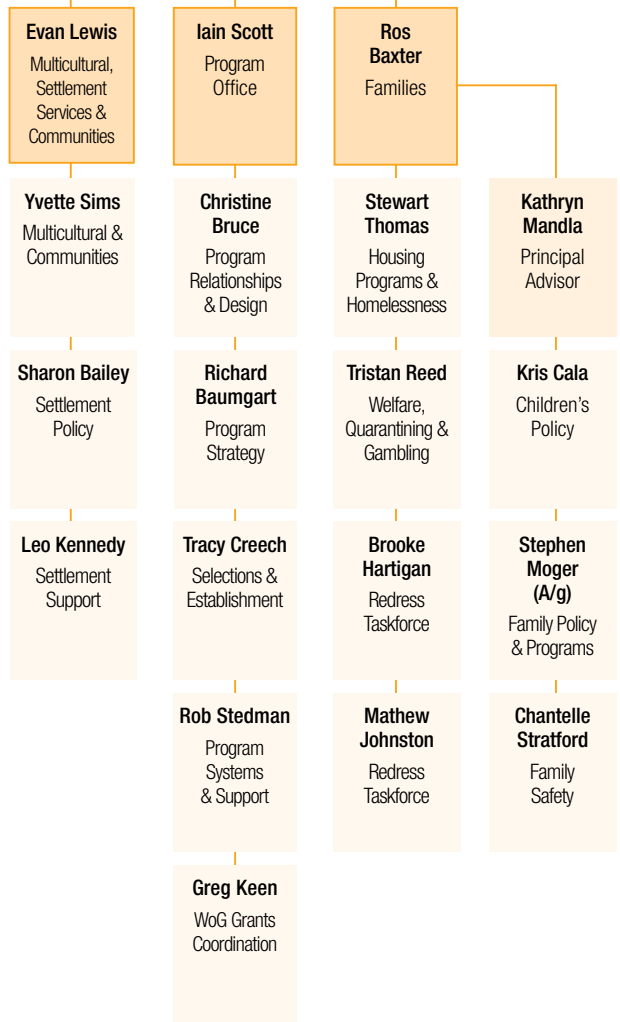 Evan Lewis
Multicultural,
Settlement
Services &
Communities
Yvette Sims
Multicultural &
Communities
Sharon Bailey
Settlement
Policy
Leo Kennedy
Settlement
Support
Iain Scott
Program
Office
Christine
Bruce
Program
Relationships
& Design
Richard
Baumgart
Program
Strategy
Tracy Creech
Selections &
Establishment
Rob Stedman
Program
Systems
& Support
Greg Keen
WoG Grants
Coordination
Ros
Baxter
Families
Stewart
Thomas
Housing
Programs &
Homelessness
Tristan Reed
Welfare,
Quarantining &
Gambling
Brooke
Hartigan
Redress
Taskforce
Mathew
Johnston
Redress
Taskforce
Kathryn
Mandla
Principal
Advisor
Kris Cala
Children's
Policy
Stephen
Moger
(A/g)
Family Policy
& Programs
Chantelle
Stratford
Family
Safety